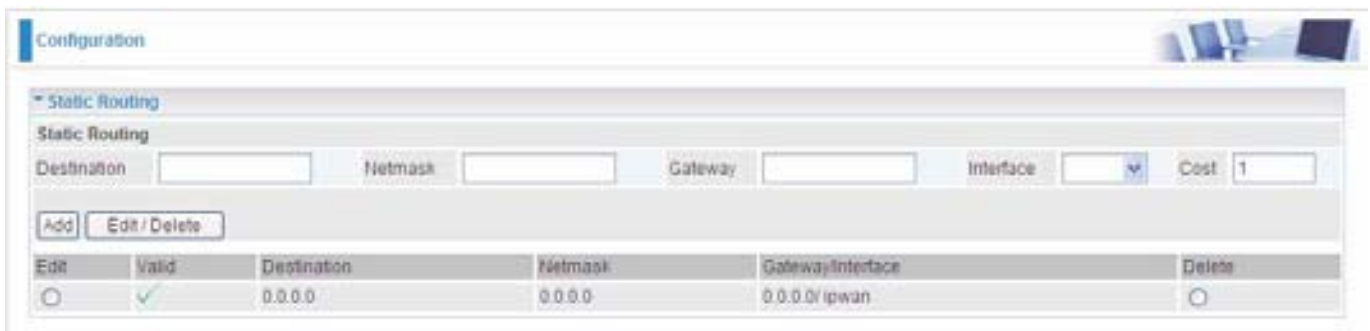 Configuration
Static Routing
Static Routing
Destination Netmask Gateway Interface Cost 1
Add Edit / Delete
Edit Valid Destination Netmask Gateway/Interface Delete
0.0.0.0 0.0.0.0 0.0.0.0/ ipwan